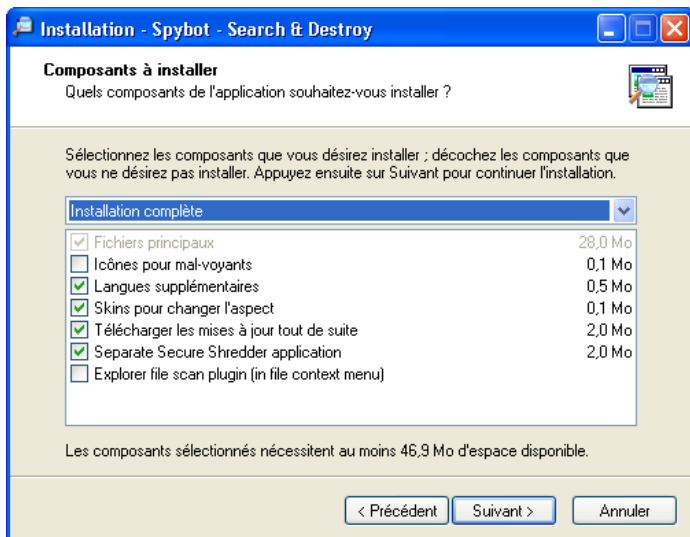 Installation - Spybot - Search & Destroy
Composants à installer
Quels composants de l'application souhaitez-vous installer ?
Sélectionnez les composants que vous désirez installer ; décochez les composants que
vous ne désirez pas installer. Appuyez ensuite sur Suivant pour continuer l'installation.
Installation complète
Fichiers principaux 28,0 Mo
Icônes pour mal-voyants 0,1 Mo
Langues supplémentaires 0,5 Mo
Skins pour changer l'aspect 0,1 Mo
Télécharger les mises à jour tout de suite 2,0 Mo
Separate Secure Shredder application 2,0 Mo
Explorer file scan plugin (in file context menu)
Les composants sélectionnés nécessitent au moins 46,9 Mo d'espace disponible.
< Précédent Suivant > Annuler